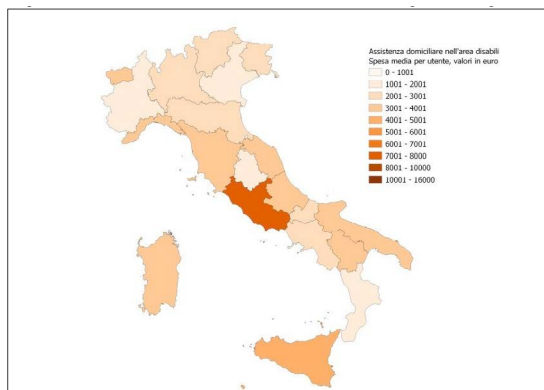 Assistenza domiciliare nell'area disabili
Spesa media per utente, valori in euro
0 - 1001
1001 - 2001
2001 - 3001
3001 - 4001
4001 - 5001
5001 - 6001
6001 - 7001
7001 - 8000
8001 - 10000
10001 - 16000